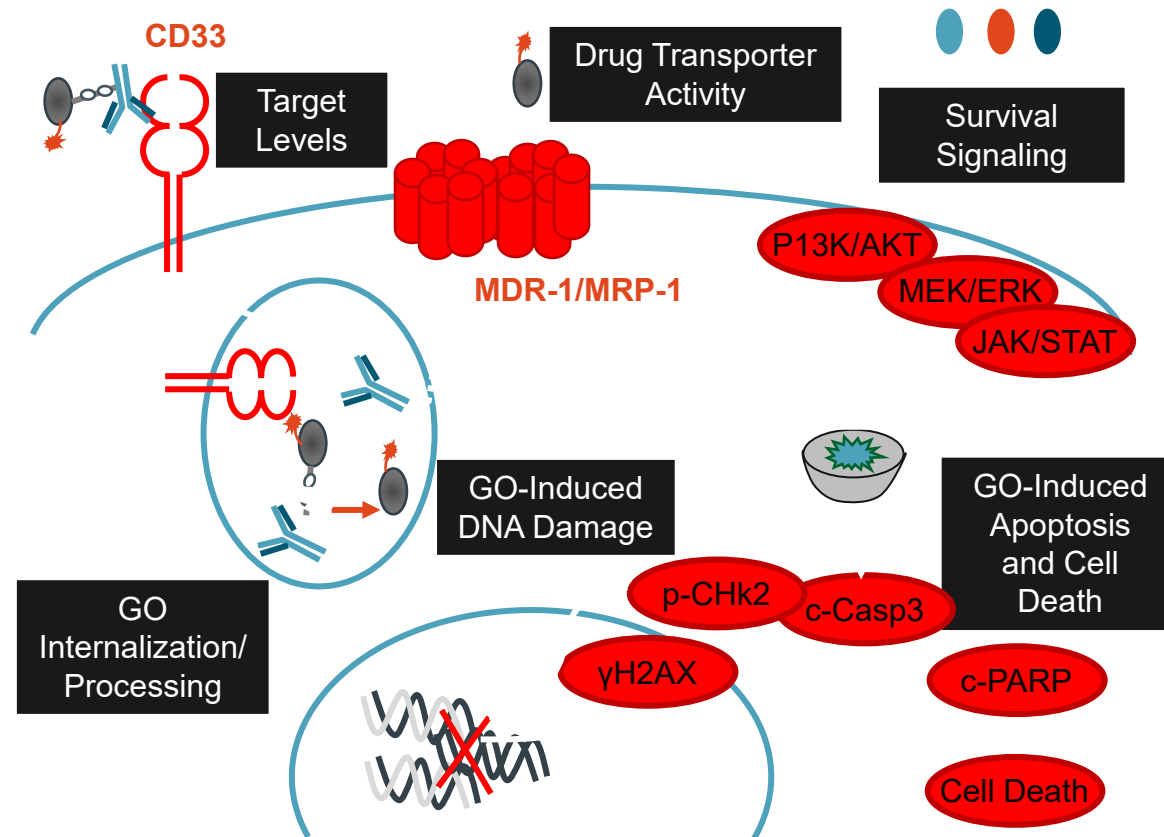 CD33
Target
Levels
Drug Transporter
Activity
Survival
Signaling
MDR-1/MRP-1
P13K/AKT
MEK/ERK
JAK/STAT
GO-Induced
DNA Damage
GO-Induced
Apoptosis
and Cell
Death
GO
Internalization/
Processing
p-CHk2
c-Casp3
γH2AX
c-PARP
Cell Death